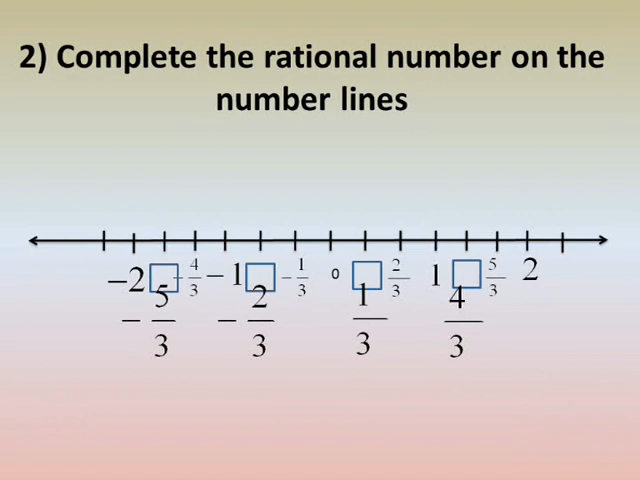 2) Complete the rational number on the
number lines
−2 □ −4/3 −1 □ −1/3 0 □ 2/3 1 □ 5/3 2
−5/3 −2/3 1/3 4/3